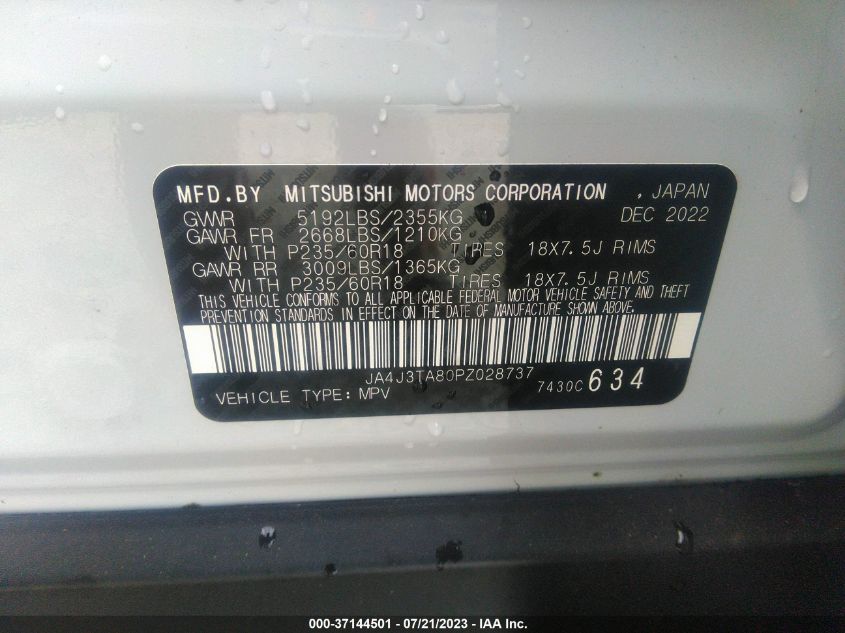 MFD.BY MITSUBISHI MOTORS CORPORATION , JAPAN
GVWR 5192LBS/2355KG DEC 2022
GAWR FR 2668LBS/1210KG
WITH P235/60R18 TIRES 18X7.5J RIMS
GAWR RR 3009LBS/1365KG
WITH P235/60R18 TIRES 18X7.5J RIMS
THIS VEHICLE CONFORMS TO ALL APPLICABLE FEDERAL MOTOR VEHICLE SAFETY AND THEFT
PREVENTION STANDARDS IN EFFECT ON THE DATE OF MANUFACTURE SHOWN ABOVE.
JA4J3TA80PZ028737
VEHICLE TYPE: MPV 7430C 634
000-37144501 - 07/21/2023 - IAA Inc.